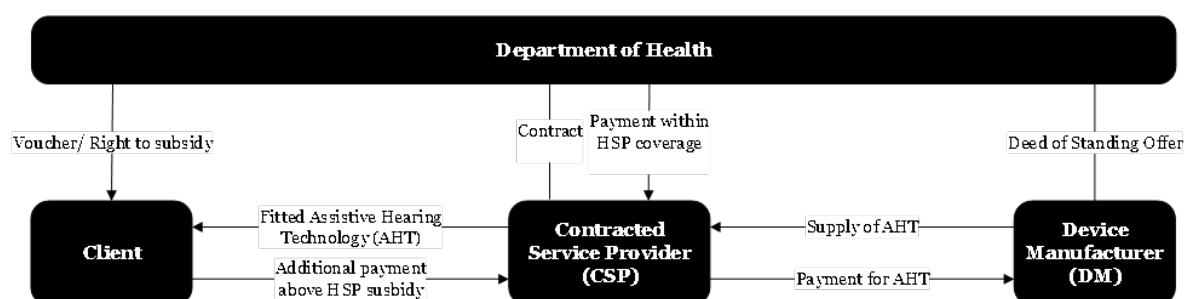 Department of Health
Voucher/ Right to subsidy
Contract
Payment within
HSP coverage
Deed of Standing Offer
Client
Fitted Assistive Hearing
Technology (AHT)
Additional payment
above HSP susbidy
Contracted
Service Provider
(CSP)
Supply of AHT
Payment for AHT
Device
Manufacturer
(DM)